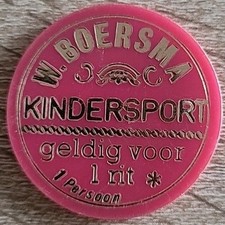 W. BOERSMA
KINDERSPORT
geldig voor
1 rit *
1 Persoon